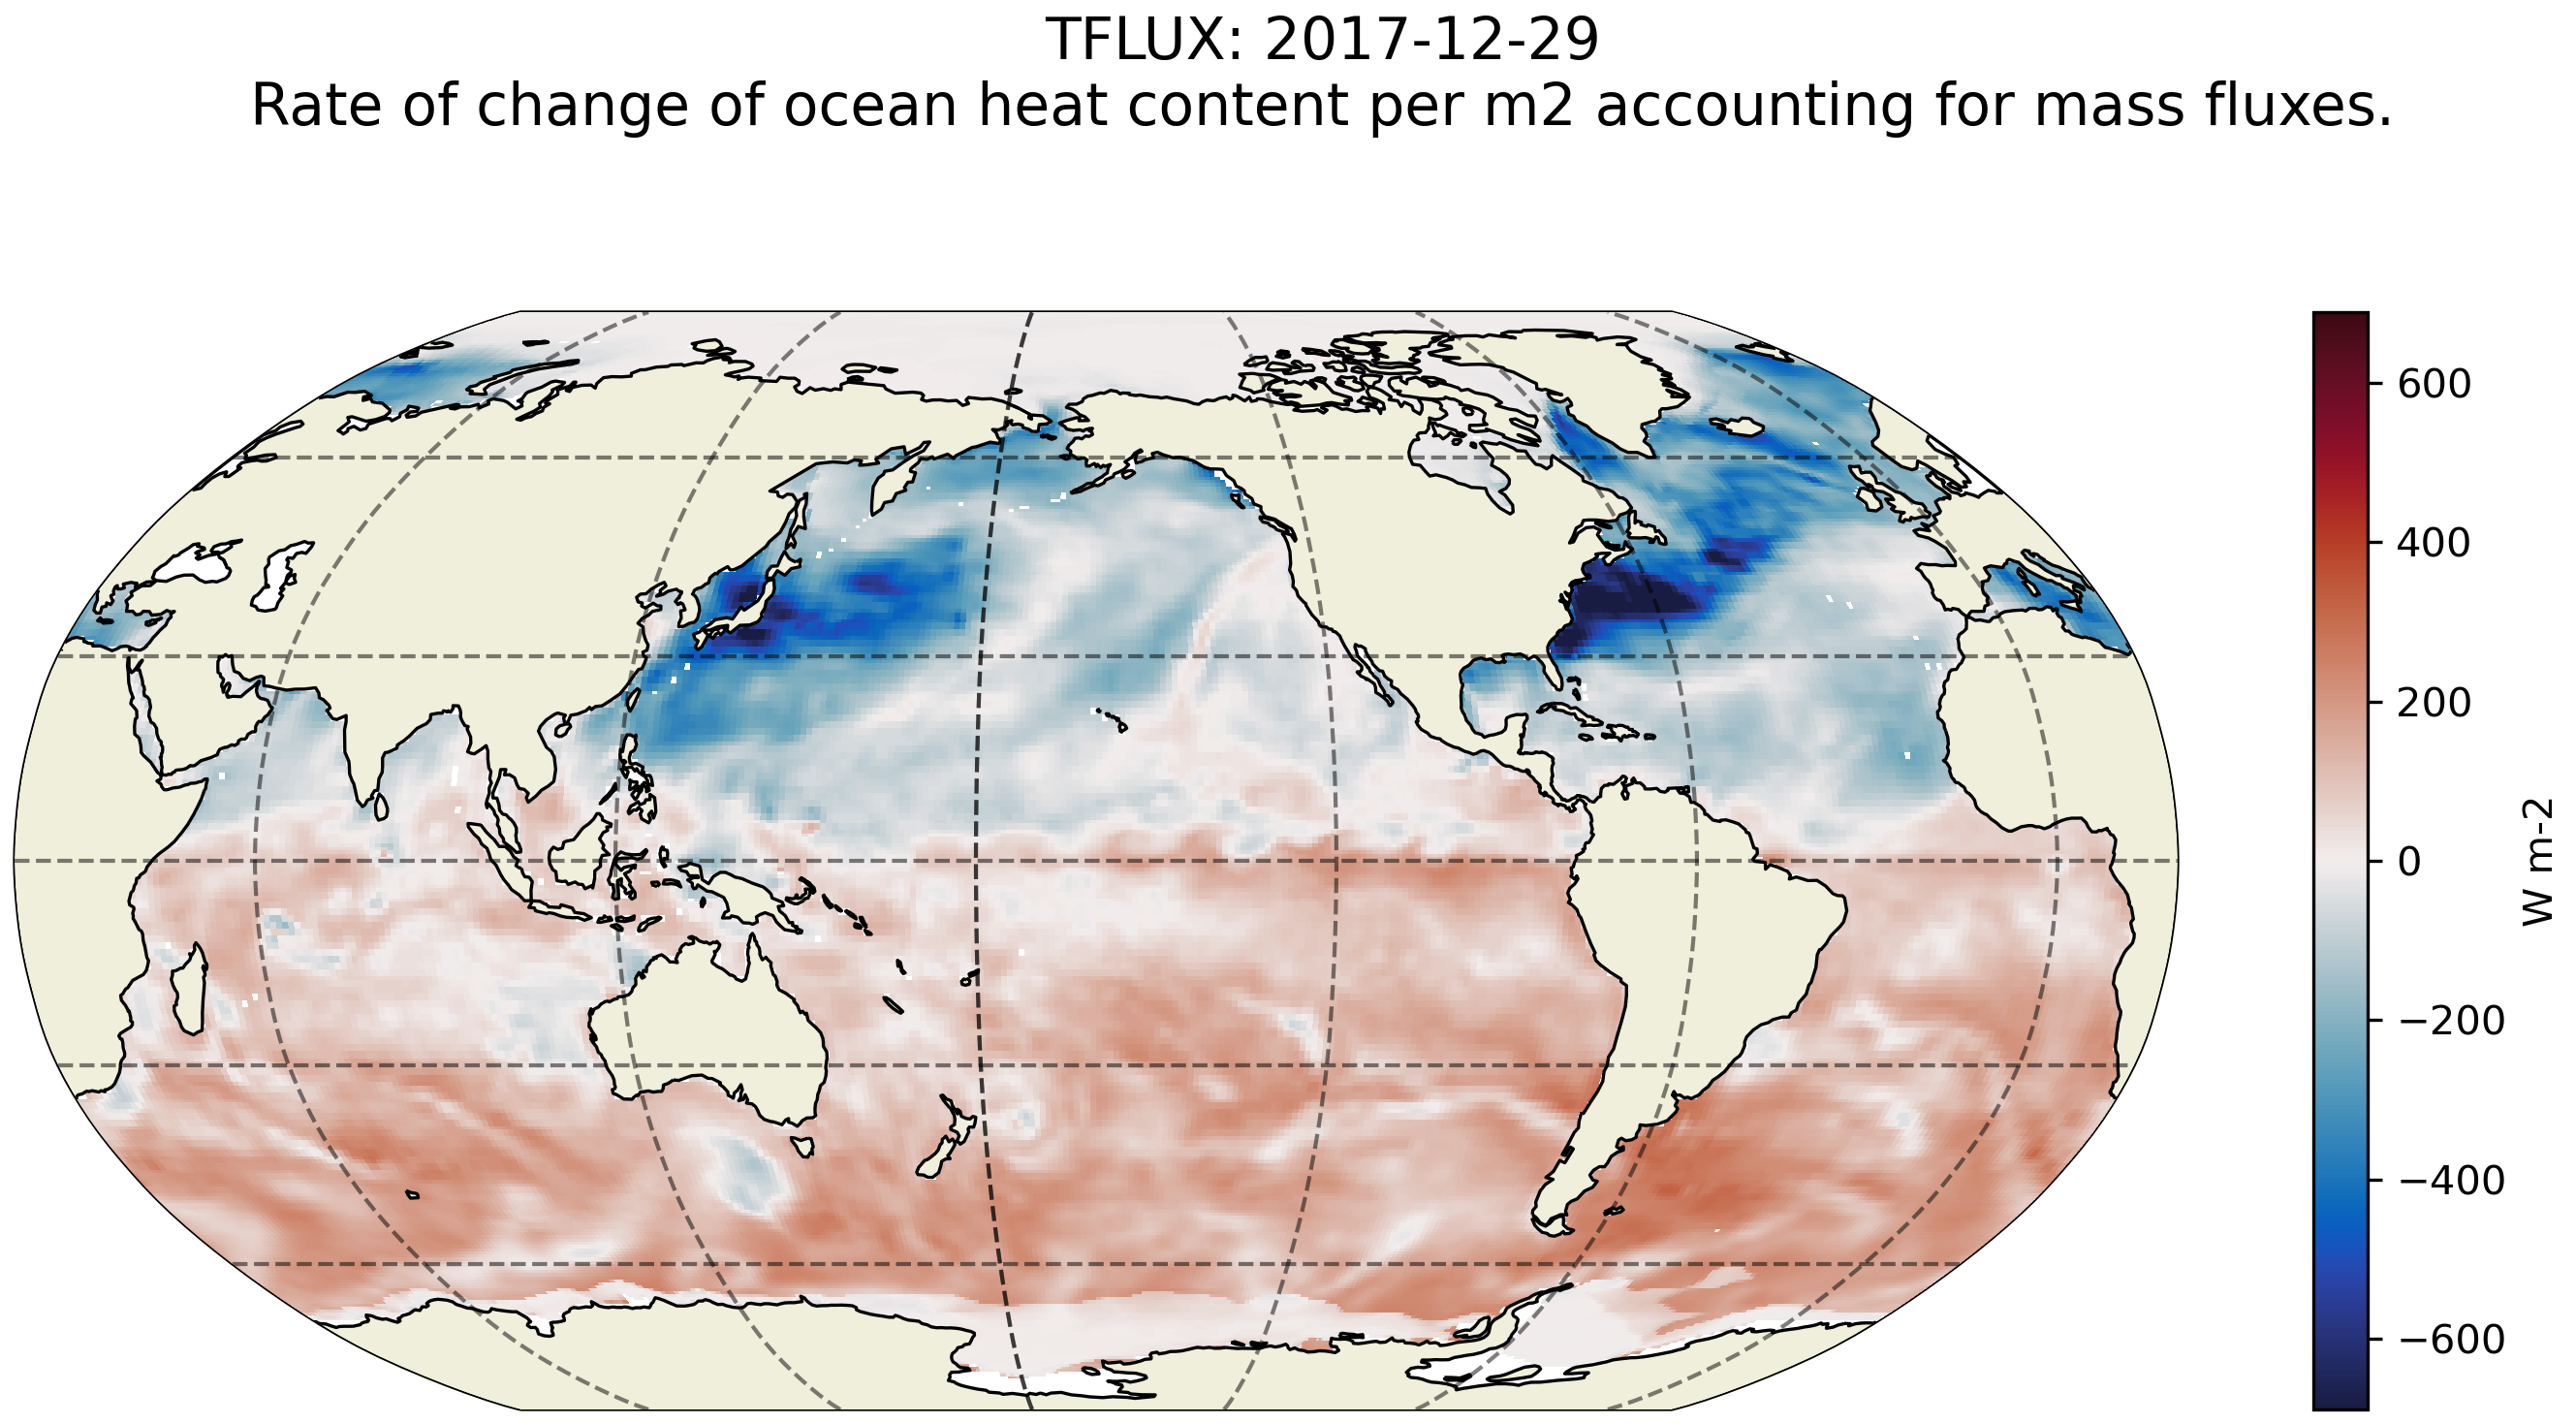 TFLUX: 2017-12-29
Rate of change of ocean heat content per m2 accounting for mass fluxes.
600
400
200
0
−200
−400
−600
W m-2